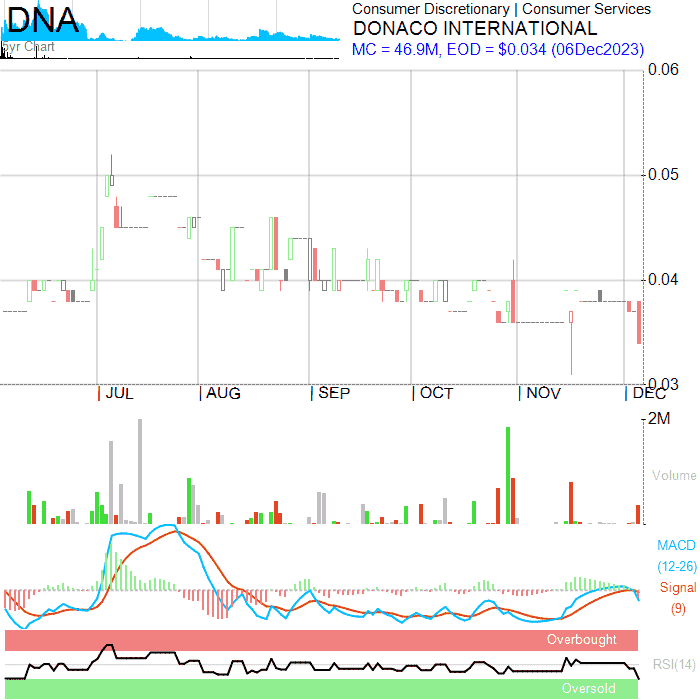 DNA
5yr Chart
Consumer Discretionary | Consumer Services
DONACO INTERNATIONAL
MC = 46.9M, EOD = $0.034 (06Dec2023)
0.06
0.05
0.04
0.03
JUL AUG SEP OCT NOV DEC
2M
Volume
MACD
(12-26)
Signal
(9)
Overbought
RSI(14)
Oversold